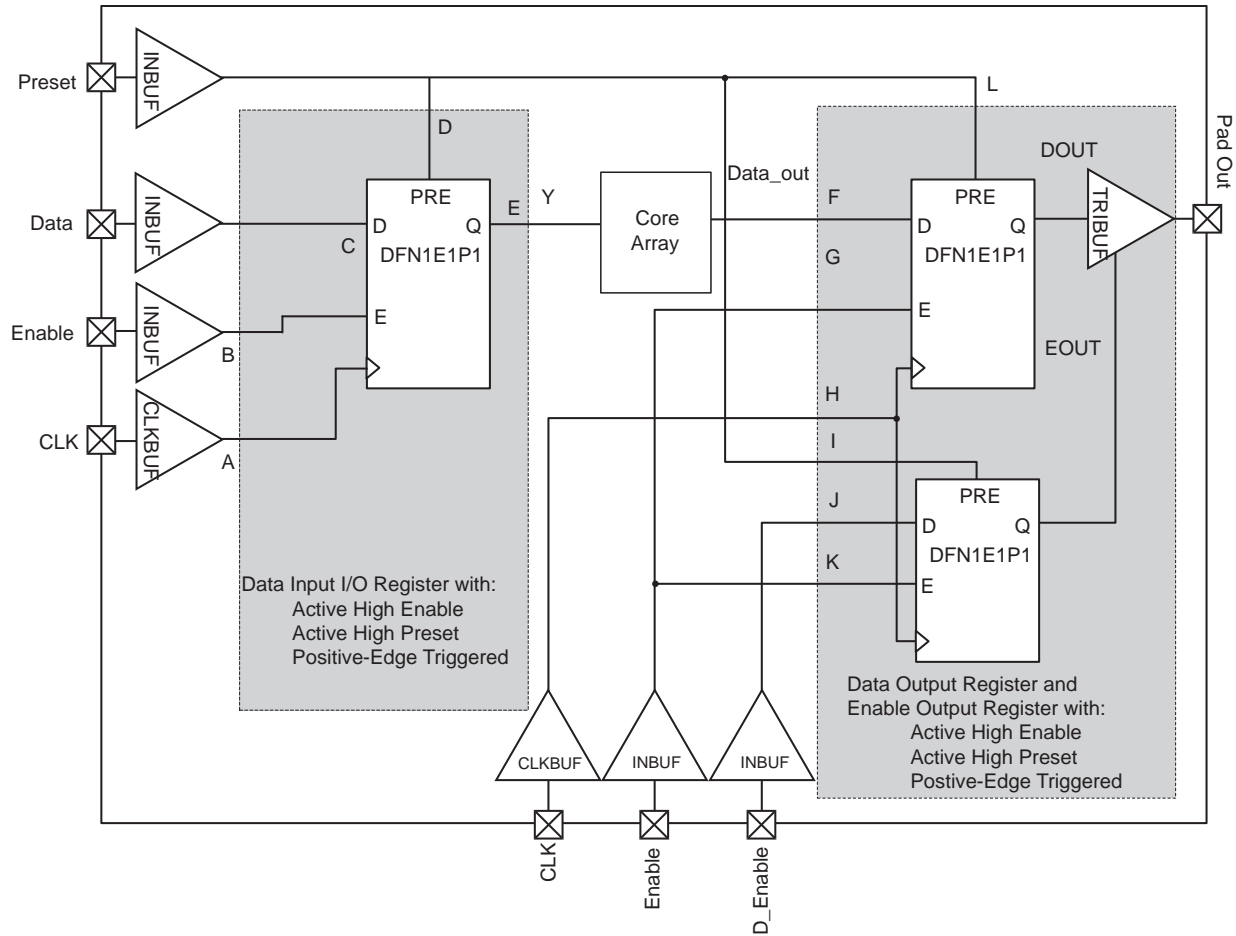 Preset
INBUF
D
L
Data
INBUF
C
PRE
D
Q
DFN1E1P1
E
E
Y
Core
Array
Data_out
F
G
PRE
D
Q
DFN1E1P1
E
DOUT
TRIBUF
Pad Out
EOUT
Enable
INBUF
B
CLK
CLKBUF
A
H
I
J
K
PRE
D
Q
DFN1E1P1
E
Data Input I/O Register with:
Active High Enable
Active High Preset
Positive-Edge Triggered
Data Output Register and
Enable Output Register with:
Active High Enable
Active High Preset
Postive-Edge Triggered
CLKBUF
INBUF
INBUF
CLK
Enable
D_Enable